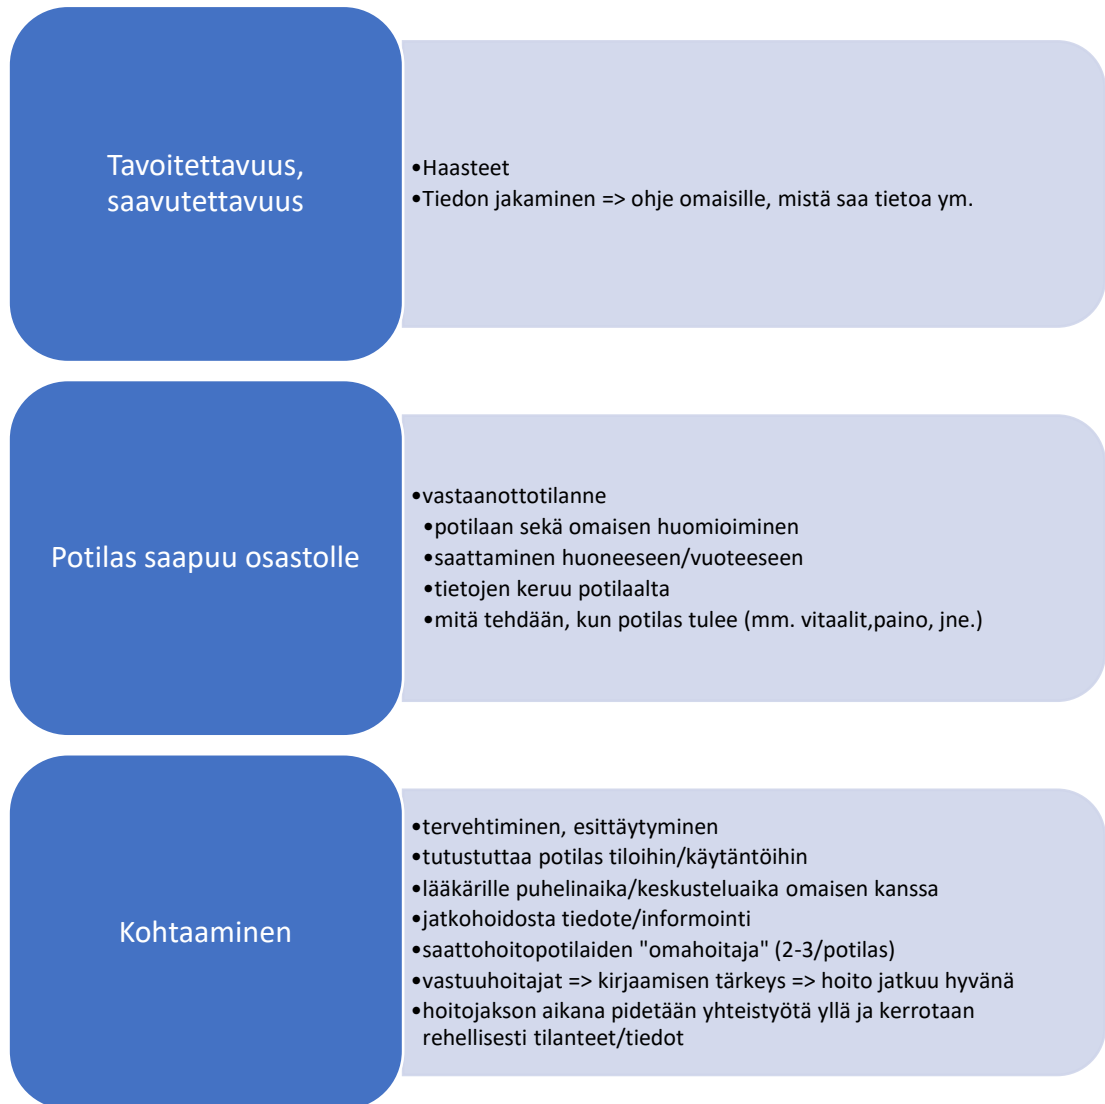 Tavoitettavuus,
saavutettavuus
•Haasteet
•Tiedon jakaminen => ohje omaisille, mistä saa tietoa ym.
Potilas saapuu osastolle
•vastaanottotilanne
•potilaan sekä omaisen huomioiminen
•saattaminen huoneeseen/vuoteeseen
•tietojen keruu potilaalta
•mitä tehdään, kun potilas tulee (mm. vitaalit,paino, jne.)
Kohtaaminen
•tervehtiminen, esittäytyminen
•tutustuttaa potilas tiloihin/käytäntöihin
•lääkärille puhelinaika/keskusteluaika omaisen kanssa
•jatkohoidosta tiedote/informointi
•saattohoitopotilaiden "omahoitaja" (2-3/potilas)
•vastuuhoitajat => kirjaamisen tärkeys => hoito jatkuu hyvänä
•hoitojakson aikana pidetään yhteistyötä yllä ja kerrotaan
rehellisesti tilanteet/tiedot